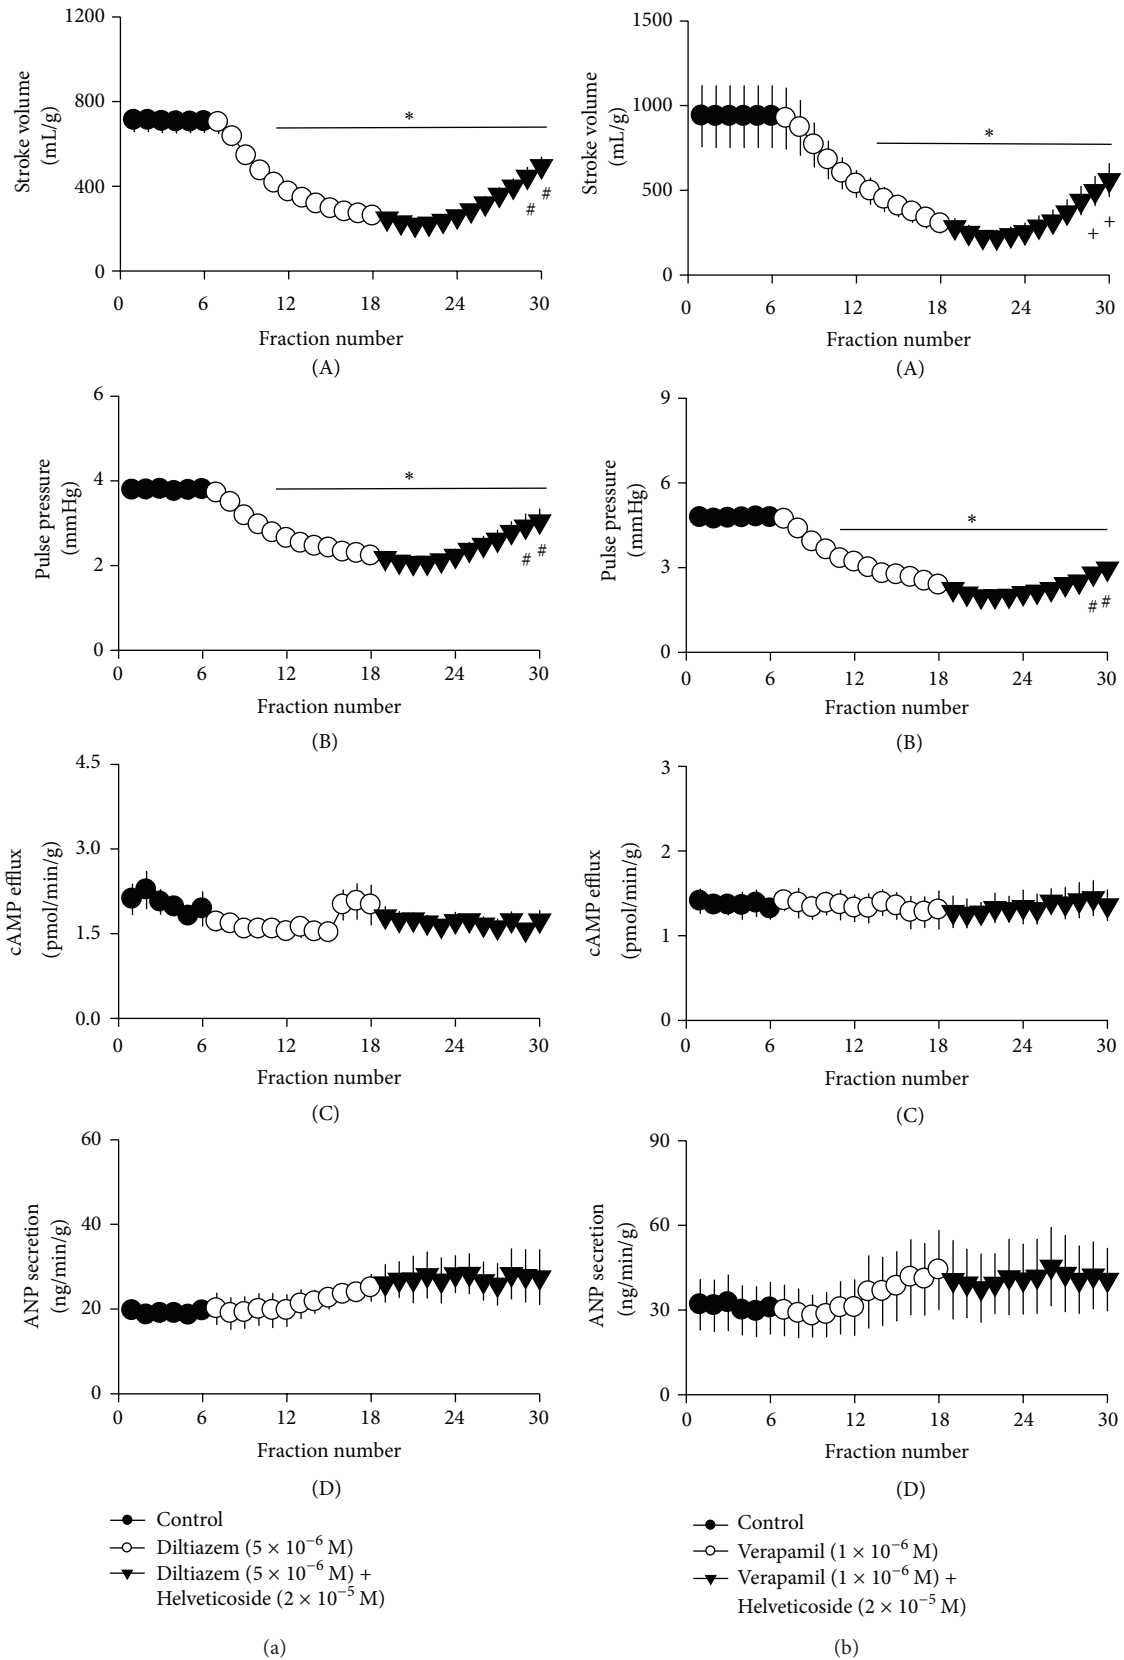 1200
800
400
0
Stroke volume
(mL/g)
*
#
#
0 6 12 18 24 30
Fraction number
(A)
1500
1000
500
0
Stroke volume
(mL/g)
*
+
+
0 6 12 18 24 30
Fraction number
(A)
6
4
2
0
Pulse pressure
(mmHg)
*
#
#
0 6 12 18 24 30
Fraction number
(B)
9
6
3
0
Pulse pressure
(mmHg)
*
#
#
0 6 12 18 24 30
Fraction number
(B)
4.5
3.0
1.5
0.0
cAMP efflux
(pmol/min/g)
0 6 12 18 24 30
Fraction number
(C)
3
2
1
0
cAMP efflux
(pmol/min/g)
0 6 12 18 24 30
Fraction number
(C)
60
40
20
0
ANP secretion
(ng/min/g)
0 6 12 18 24 30
Fraction number
(D)
90
60
30
0
ANP secretion
(ng/min/g)
0 6 12 18 24 30
Fraction number
(D)
Control
Diltiazem (5 × 10⁻⁶ M)
Diltiazem (5 × 10⁻⁶ M) +
Helveticoside (2 × 10⁻⁵ M)
(a)
Control
Verapamil (1 × 10⁻⁶ M)
Verapamil (1 × 10⁻⁶ M) +
Helveticoside (2 × 10⁻⁵ M)
(b)